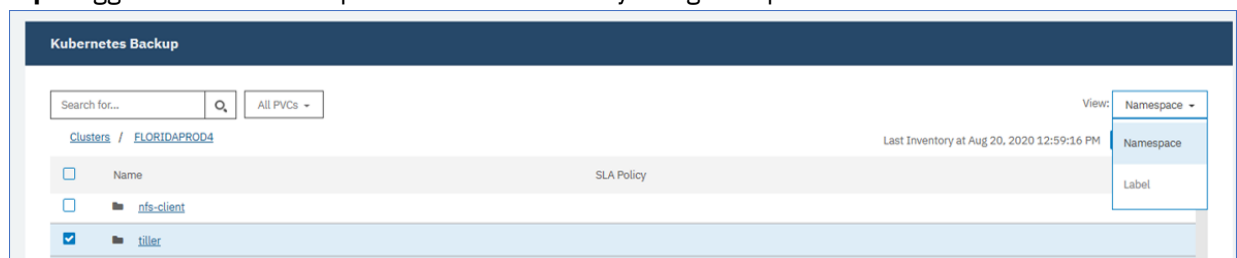 Kubernetes Backup
Search for... All PVCs View: Namespace
Clusters / FLORIDAPROD4 Last Inventory at Aug 20, 2020 12:59:16 PM Namespace
Name SLA Policy Label
nfs-client
tiller